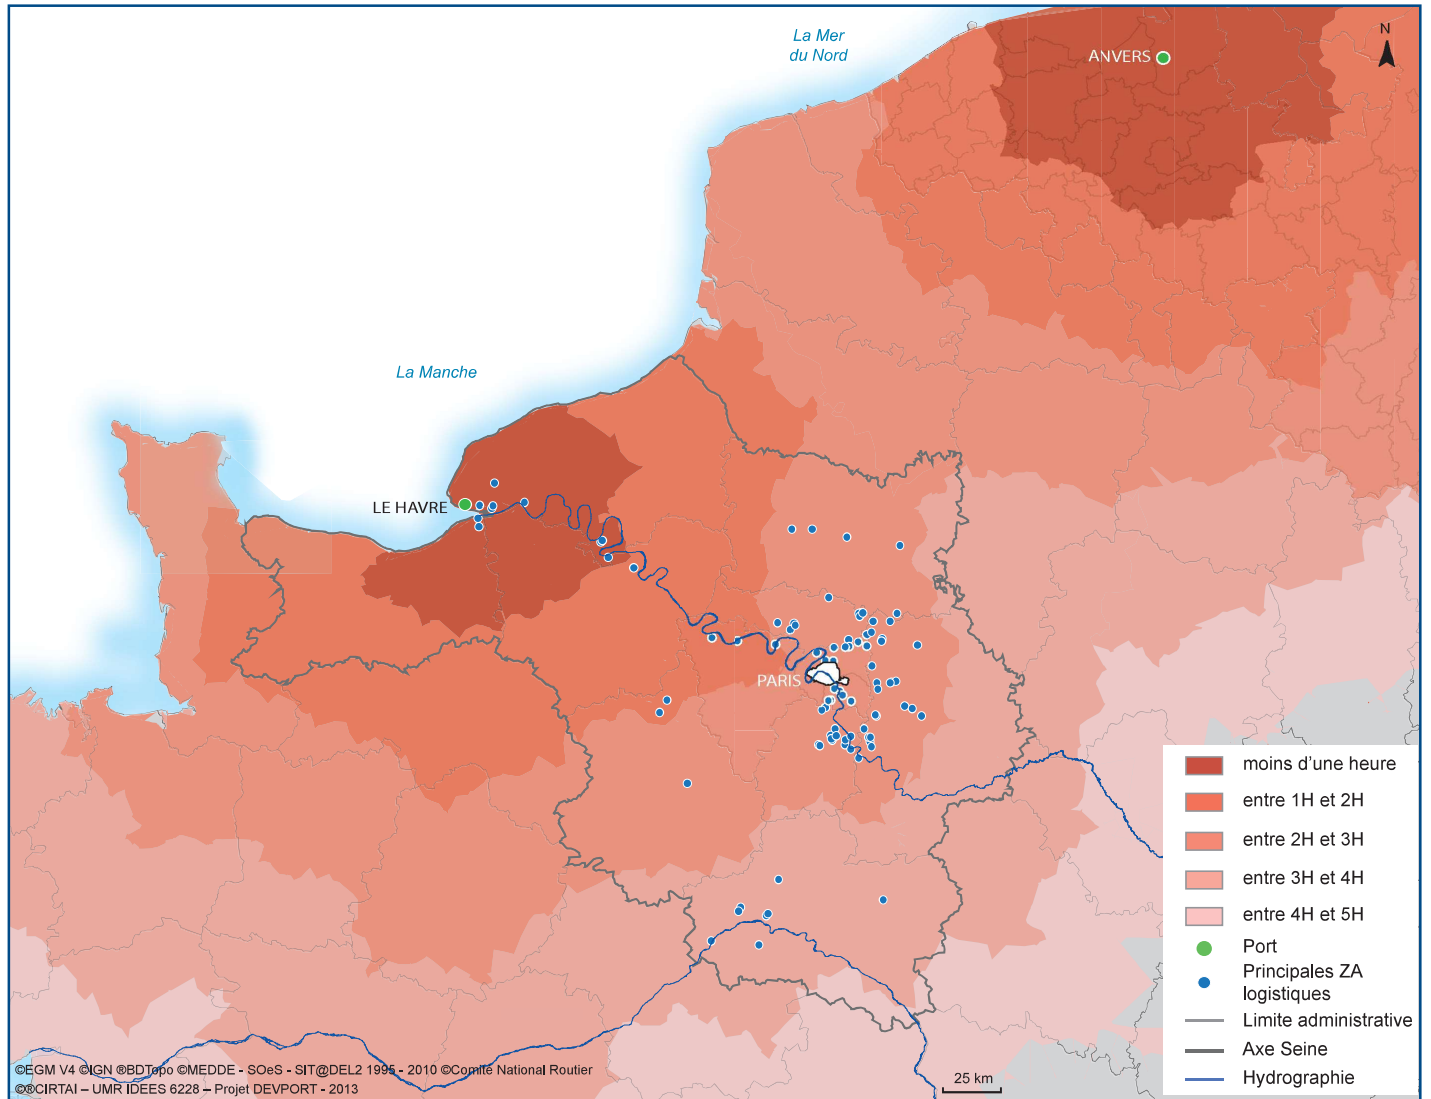 La Mer
du Nord
ANVERS
N
La Manche
LE HAVRE
PARIS
moins d'une heure
entre 1H et 2H
entre 2H et 3H
entre 3H et 4H
entre 4H et 5H
Port
Principales ZA
logistiques
Limite administrative
Axe Seine
Hydrographie
25 km
©EGM V4 ©IGN ®BDTopo ©MEDDE - SOeS - SIT@DEL2 1995 - 2010 ©Comité National Routier
©®CIRTAI – UMR IDEES 6228 – Projet DEVPORT - 2013